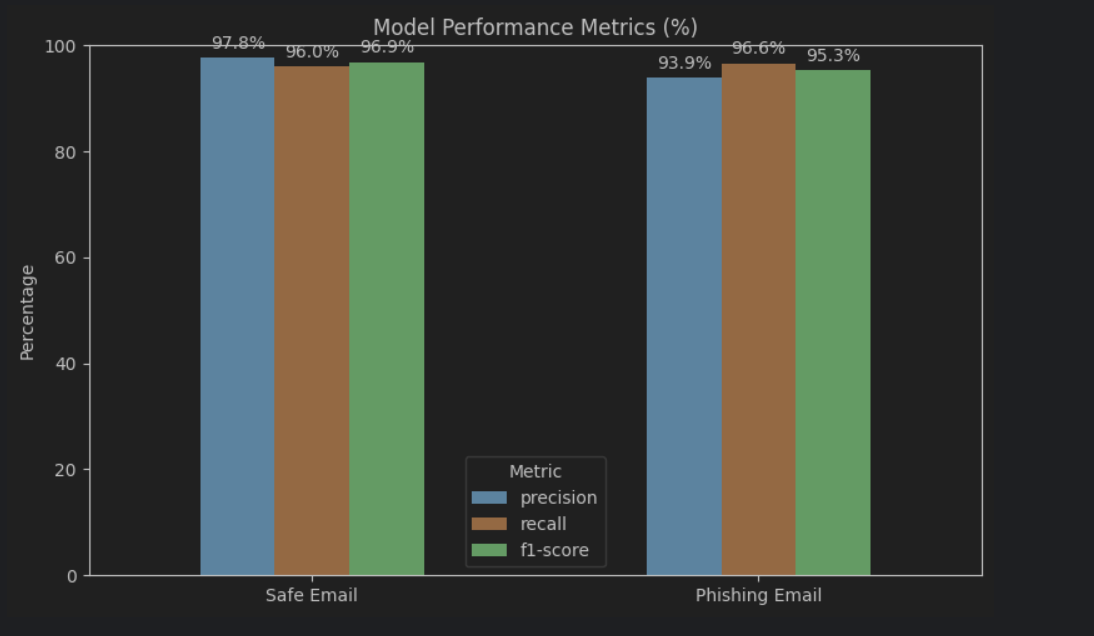 Model Performance Metrics (%)
100
97.8%
96.0%
96.9%
93.9%
96.6%
95.3%
80
60
40
20
0
Percentage
Metric
precision
recall
f1-score
Safe Email
Phishing Email